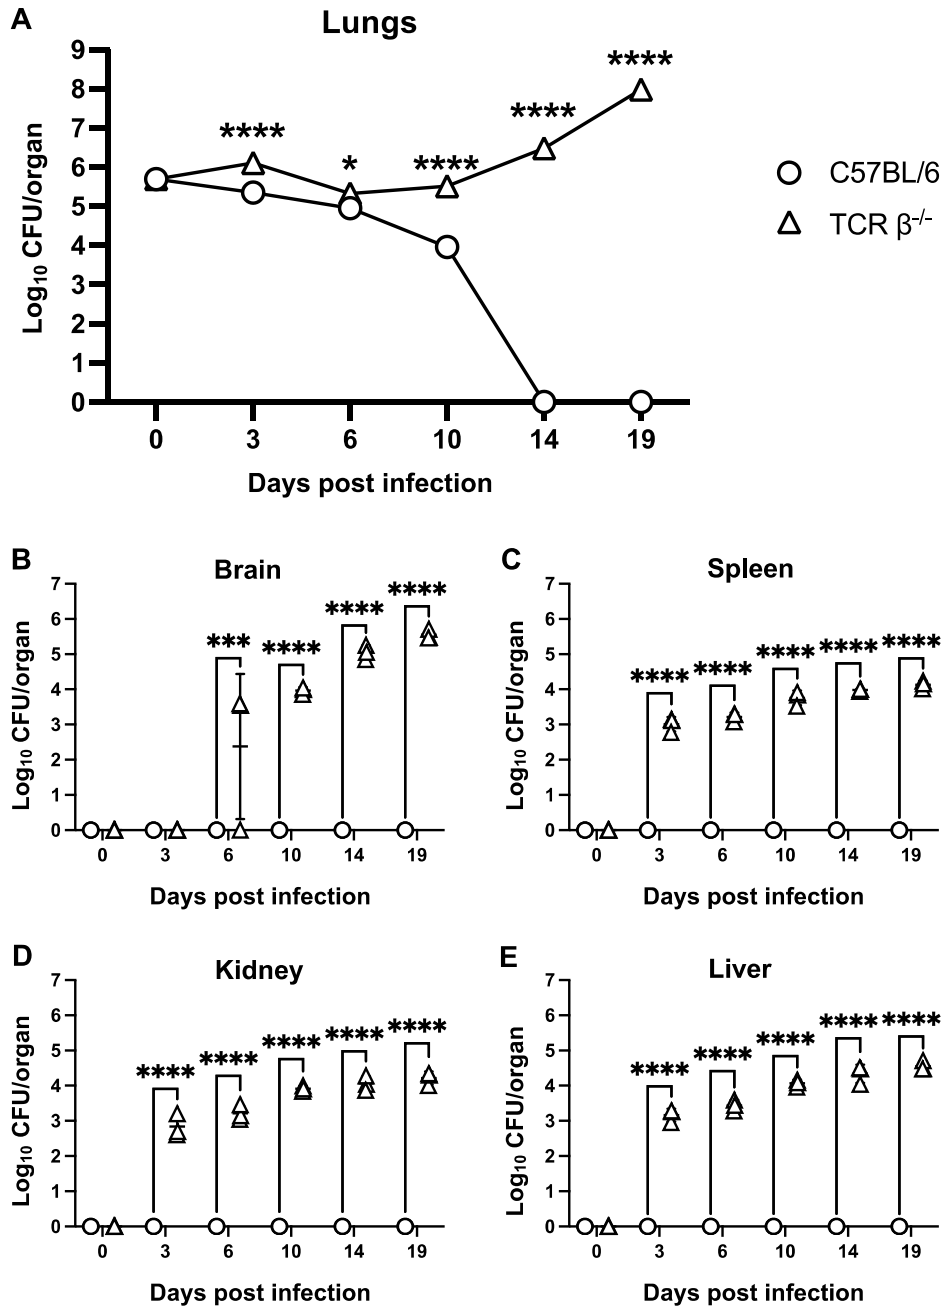 A
Lungs
Log₁₀ CFU/organ
9
8
7
6
5
4
3
2
1
0
****
*
****
****
****
0 3 6 10 14 19
Days post infection
C57BL/6
TCR β⁻/⁻
B
Brain
Log₁₀ CFU/organ
7
6
5
4
3
2
1
0
***
****
****
****
0 3 6 10 14 19
Days post infection
C
Spleen
Log₁₀ CFU/organ
7
6
5
4
3
2
1
0
****
****
****
****
****
0 3 6 10 14 19
Days post infection
D
Kidney
Log₁₀ CFU/organ
7
6
5
4
3
2
1
0
****
****
****
****
****
0 3 6 10 14 19
Days post infection
E
Liver
Log₁₀ CFU/organ
7
6
5
4
3
2
1
0
****
****
****
****
****
0 3 6 10 14 19
Days post infection